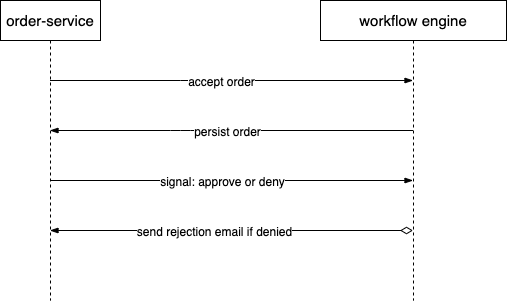 order-service
workflow engine
accept order
persist order
signal: approve or deny
send rejection email if denied